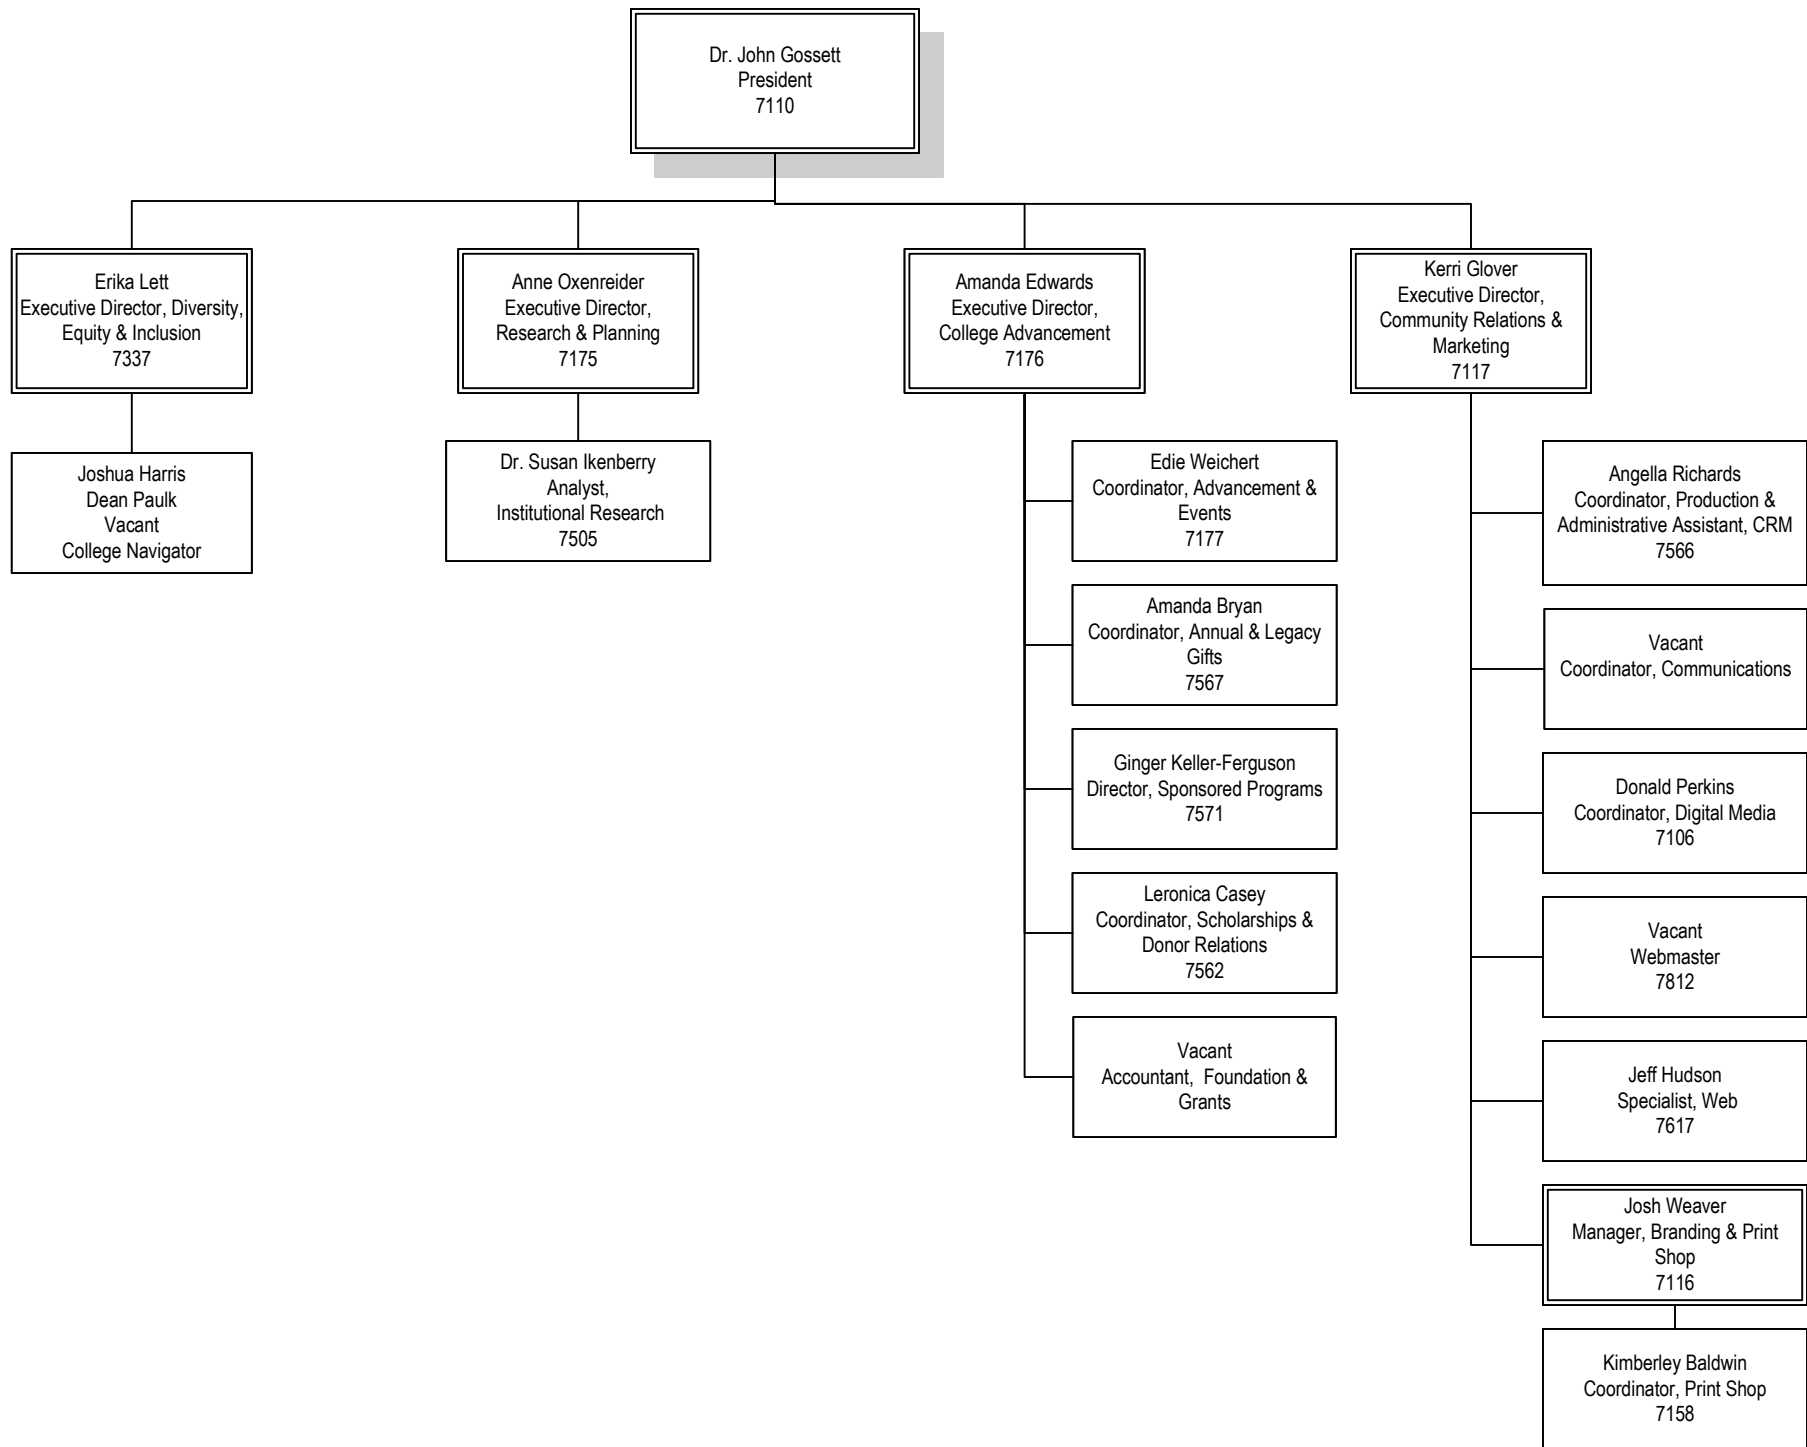 Dr. John Gossett
President
7110
Erika Lett
Executive Director, Diversity,
Equity & Inclusion
7337
Anne Oxenreider
Executive Director,
Research & Planning
7175
Amanda Edwards
Executive Director,
College Advancement
7176
Kerri Glover
Executive Director,
Community Relations &
Marketing
7117
Joshua Harris
Dean Paulk
Vacant
College Navigator
Dr. Susan Ikenberry
Analyst,
Institutional Research
7505
Edie Weichert
Coordinator, Advancement &
Events
7177
Amanda Bryan
Coordinator, Annual & Legacy
Gifts
7567
Ginger Keller-Ferguson
Director, Sponsored Programs
7571
Leronica Casey
Coordinator, Scholarships &
Donor Relations
7562
Vacant
Accountant,  Foundation &
Grants
Angella Richards
Coordinator, Production &
Administrative Assistant, CRM
7566
Vacant
Coordinator, Communications
Donald Perkins
Coordinator, Digital Media
7106
Vacant
Webmaster
7812
Jeff Hudson
Specialist, Web
7617
Josh Weaver
Manager, Branding & Print
Shop
7116
Kimberley Baldwin
Coordinator, Print Shop
7158